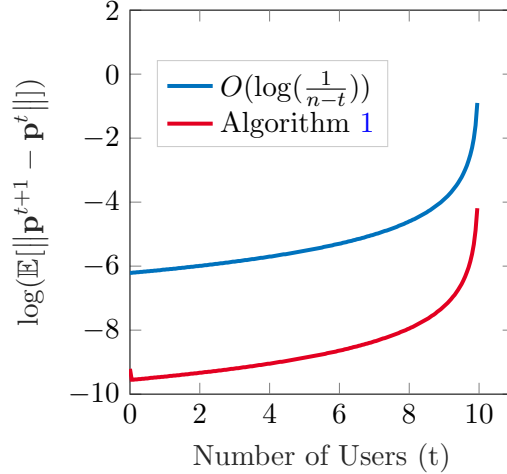 2
0
−2
−4
−6
−8
−10
0 2 4 6 8 10
log(𝔼[||𝐩^{t+1} − 𝐩^t||])
O(log(\frac{1}{n−t}))
Algorithm 1
Number of Users (t)